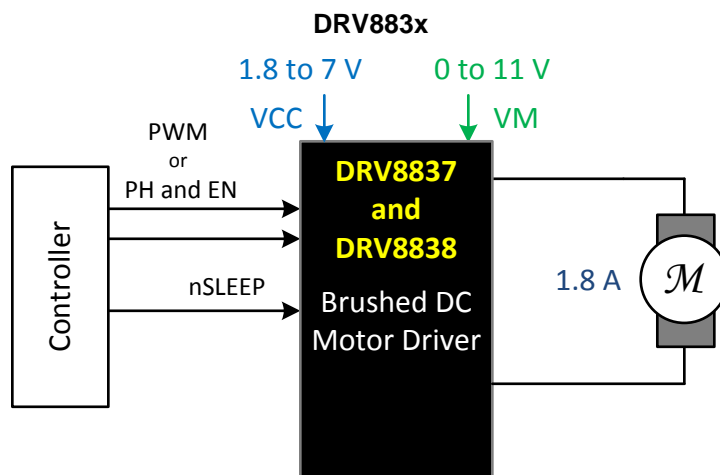 DRV883x
1.8 to 7 V
0 to 11 V
VCC
VM
PWM
or
PH and EN
nSLEEP
Controller
DRV8837
and
DRV8838
Brushed DC
Motor Driver
1.8 A
M